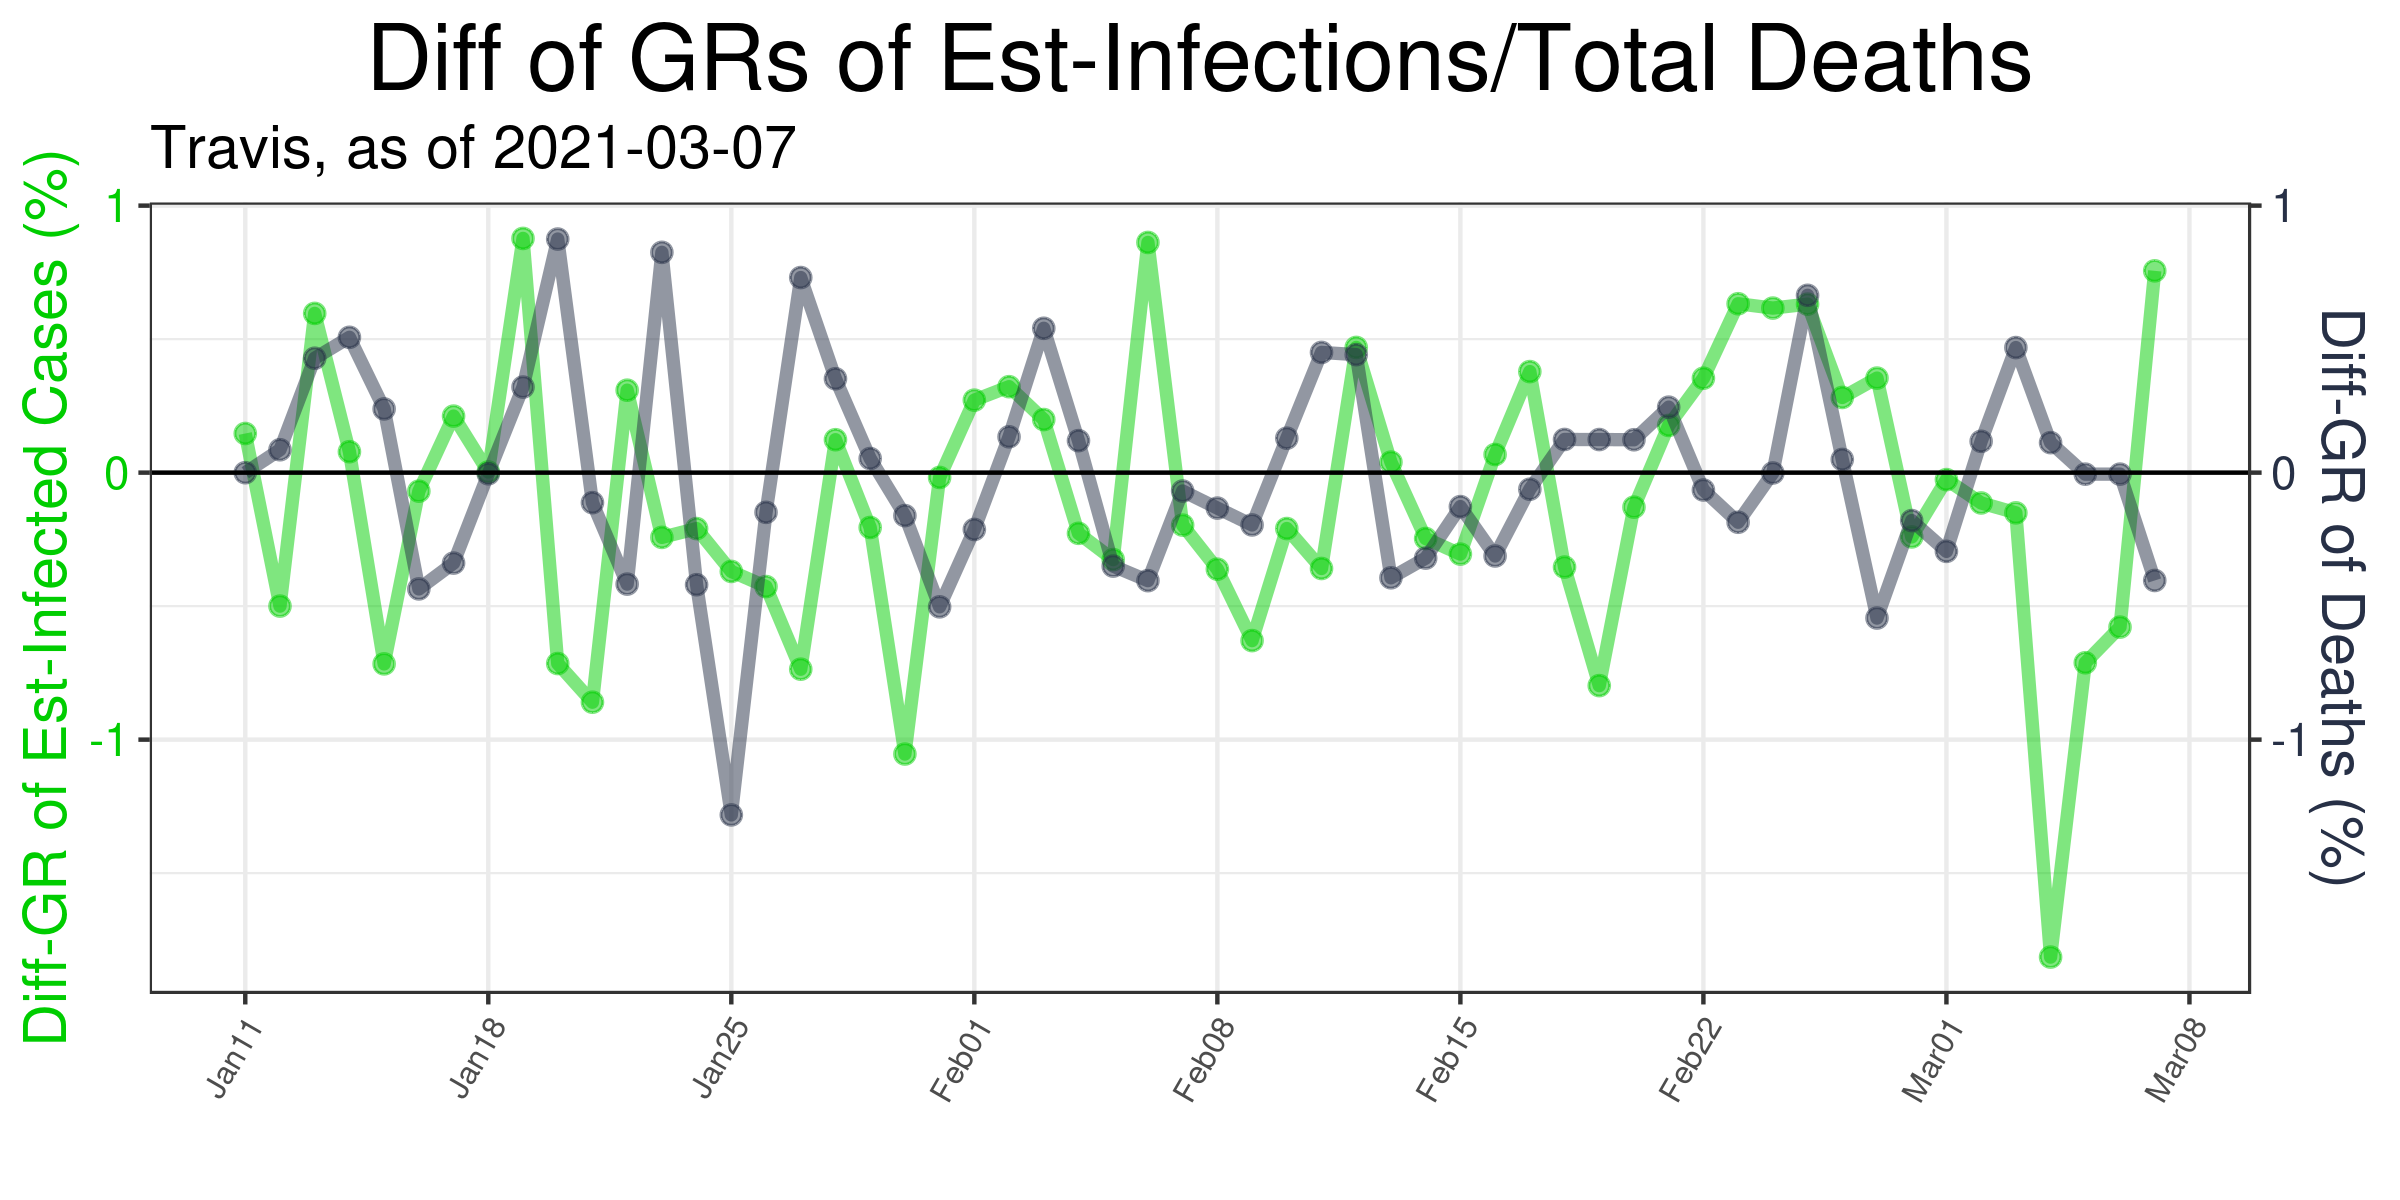 Diff of GRs of Est-Infections/Total Deaths
Travis, as of 2021-03-07
Diff-GR of Est-Infected Cases (%)
1
0
-1
1
0
-1
Diff-GR of Deaths (%)
Jan11
Jan18
Jan25
Feb01
Feb08
Feb15
Feb22
Mar01
Mar08